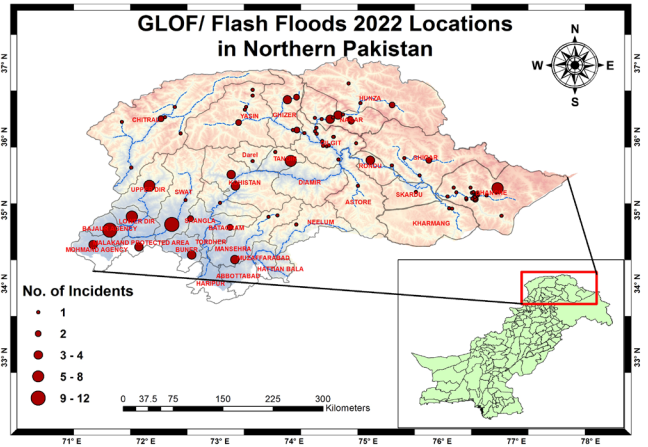 GLOF/ Flash Floods 2022 Locations
in Northern Pakistan
N
W
E
S
37° N
36° N
35° N
34° N
33° N
37° N
36° N
35° N
34° N
33° N
HUNZA
CHITRAL
YASIN
GHIZER
NAGAR
GILGIT
Darel
TANGIR
RONDU
SHIGAR
UPPER DIR
SWAT
KOHISTAN
DIAMIR
ASTORE
SKARDU
GHANCHE
KHARMANG
LOWER DIR
SHANGLA
BAJAUR AGENCY
BATAGRAM
NEELUM
MALAKAND PROTECTED AREA
TORDHER
MOHMAND AGENCY
BUNER
MANSEHRA
MUZAFFARABAD
HATTIAN BALA
ABBOTTABAD
HARIPUR
No. of Incidents
1
2
3 - 4
5 - 8
9 - 12
0 37.5 75 150 225 300
Kilometers
71° E 72° E 73° E 74° E 75° E 76° E 77° E 78° E